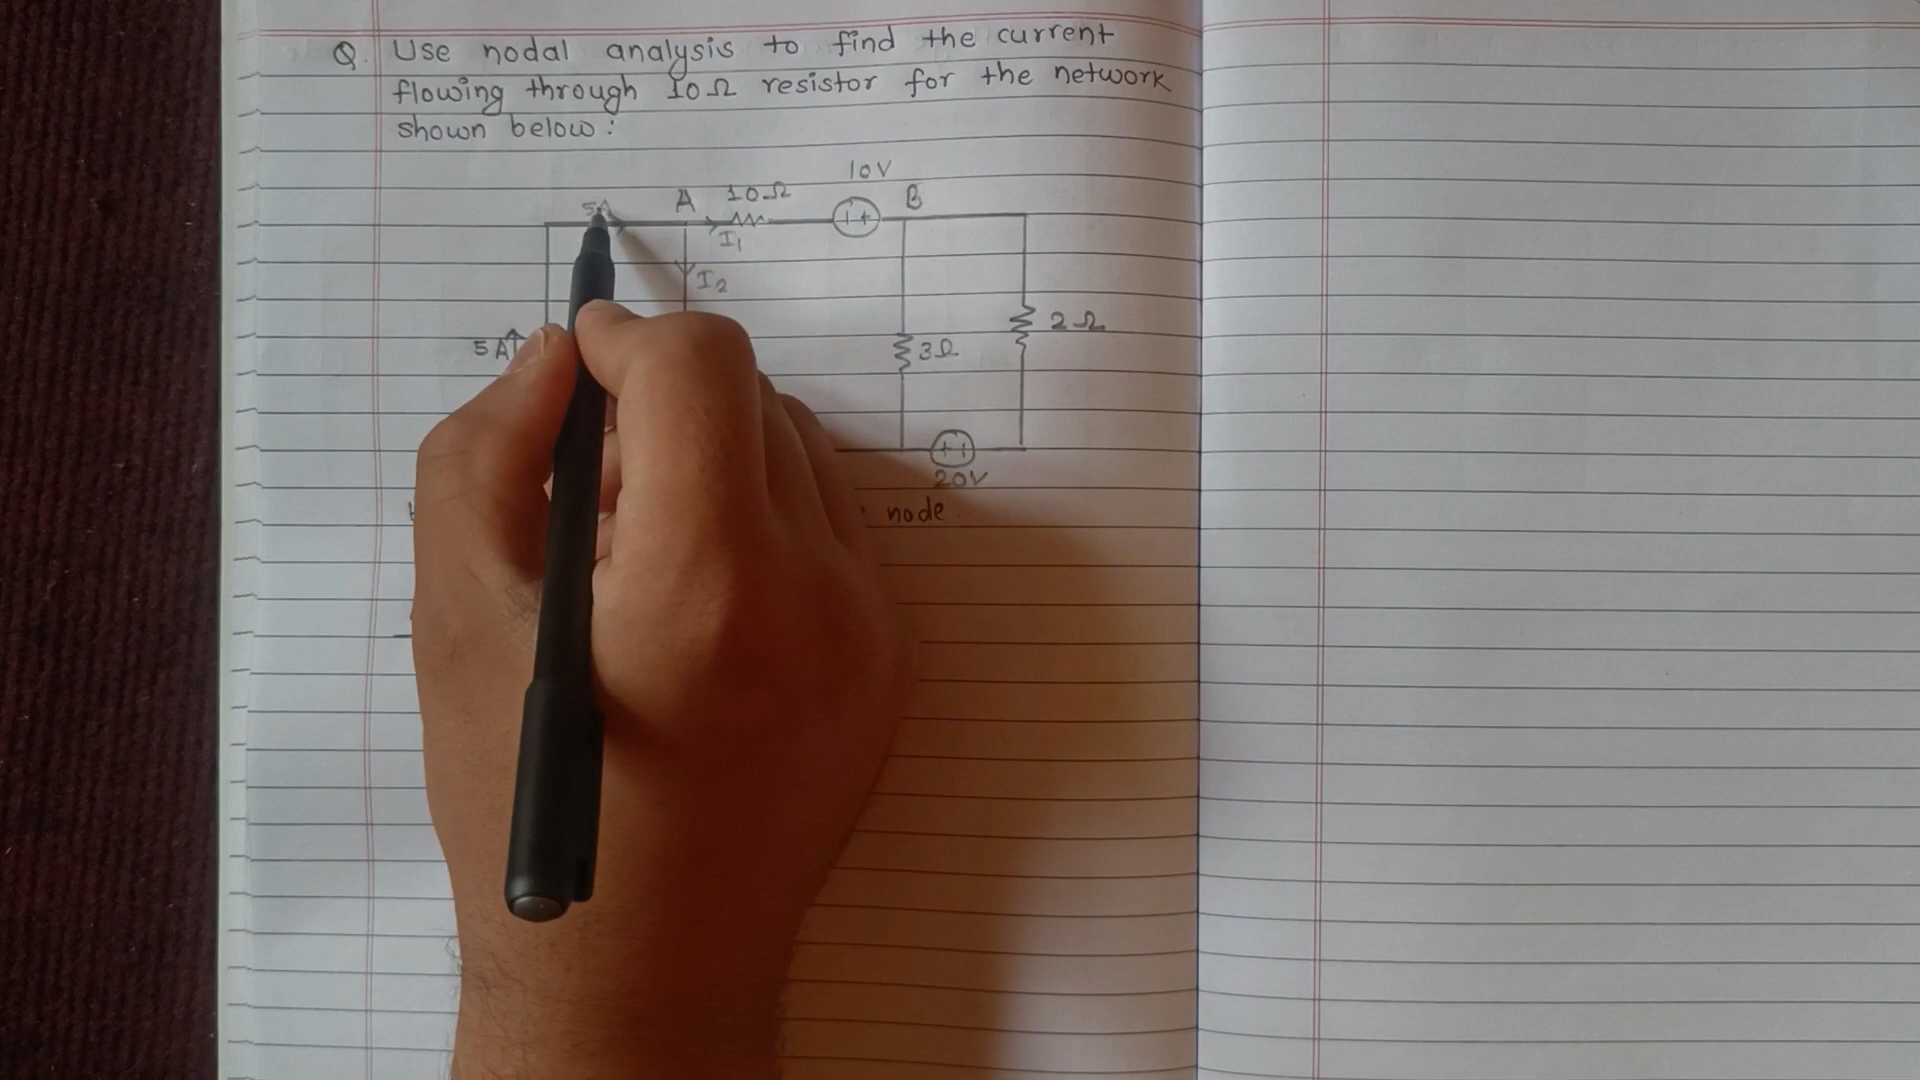 Q. Use nodal analysis to find the current
flowing through 10Ω resistor for the network
shown below:
10V
5A A 10Ω B
I₁
I₂
5A 3Ω 2Ω
20V
node